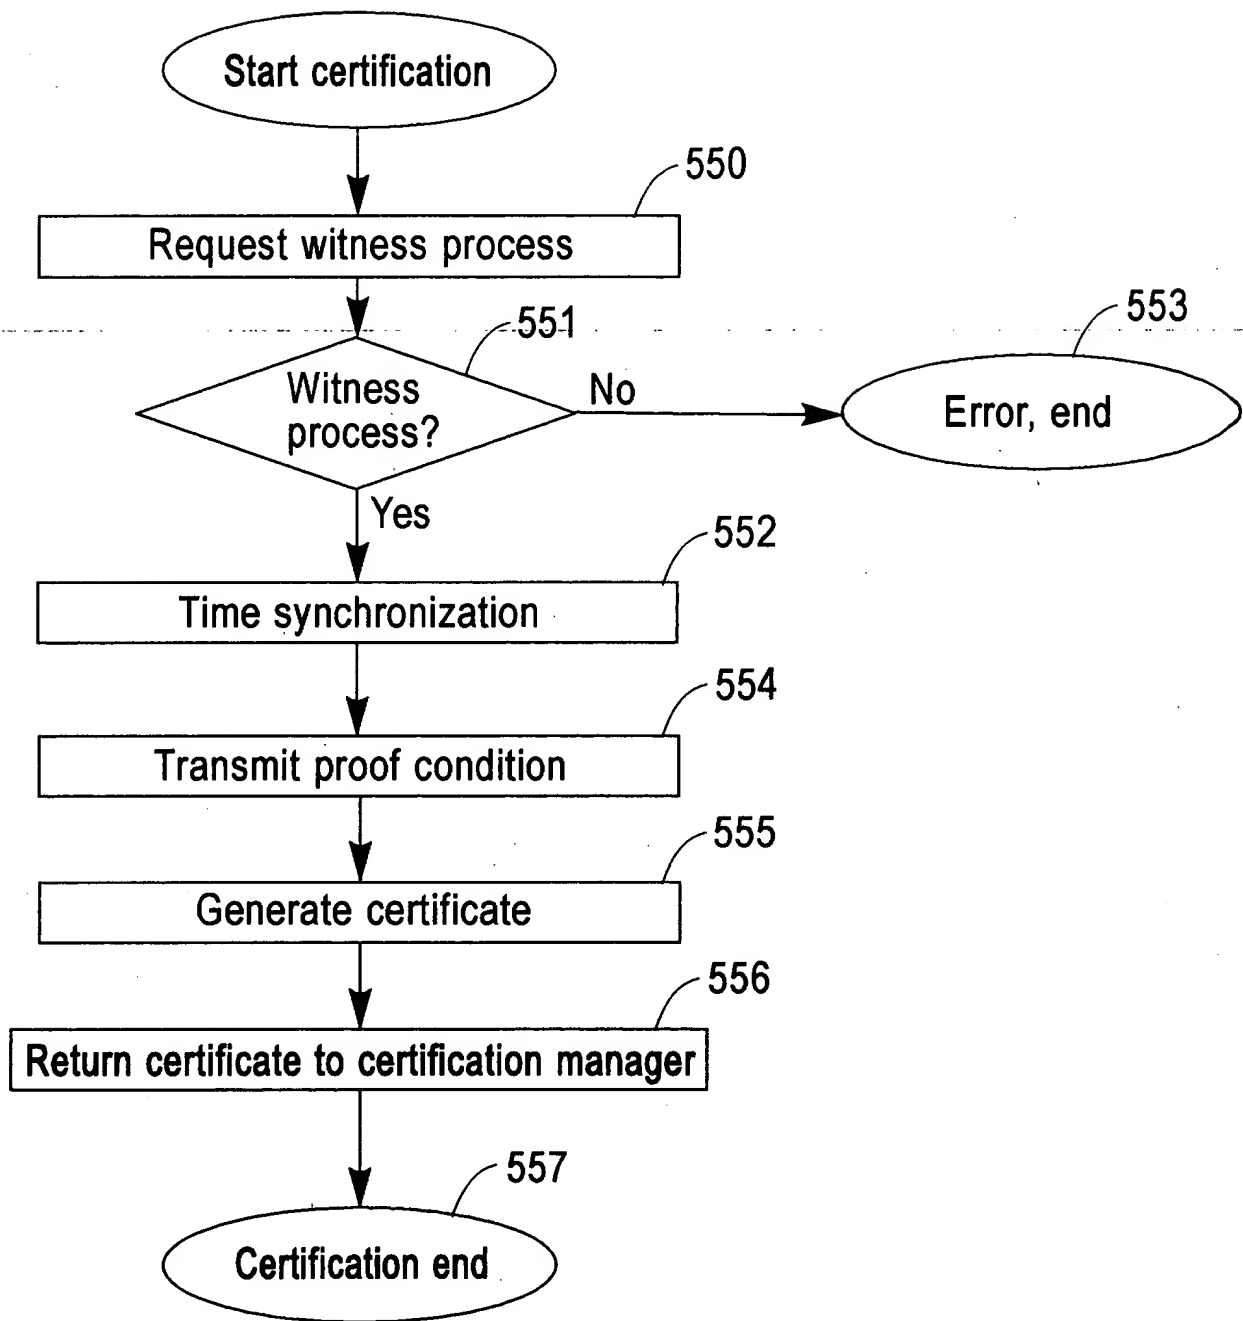 Start certification
550
Request witness process
551
553
Witness
process?
No
Error, end
Yes
552
Time synchronization
554
Transmit proof condition
555
Generate certificate
556
Return certificate to certification manager
557
Certification end